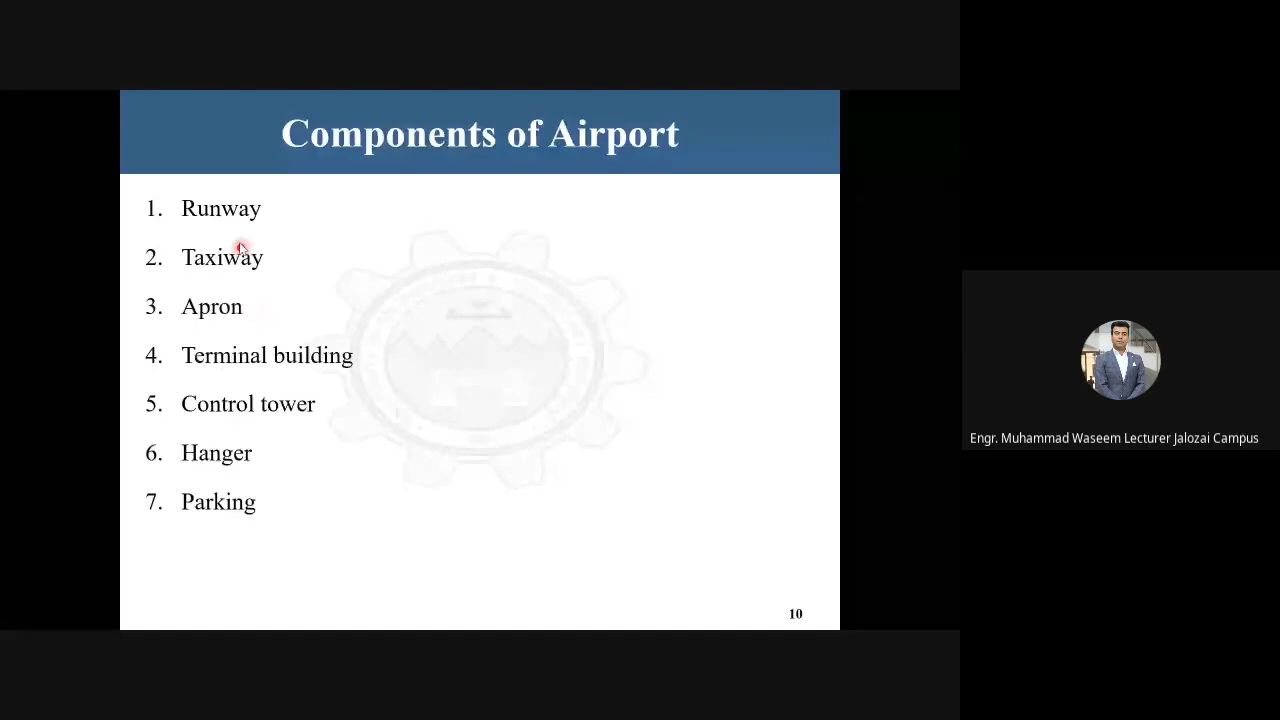 Components of Airport
1. Runway
2. Taxiway
3. Apron
4. Terminal building
5. Control tower
6. Hanger
7. Parking
10
Engr. Muhammad Waseem Lecturer Jalozai Campus